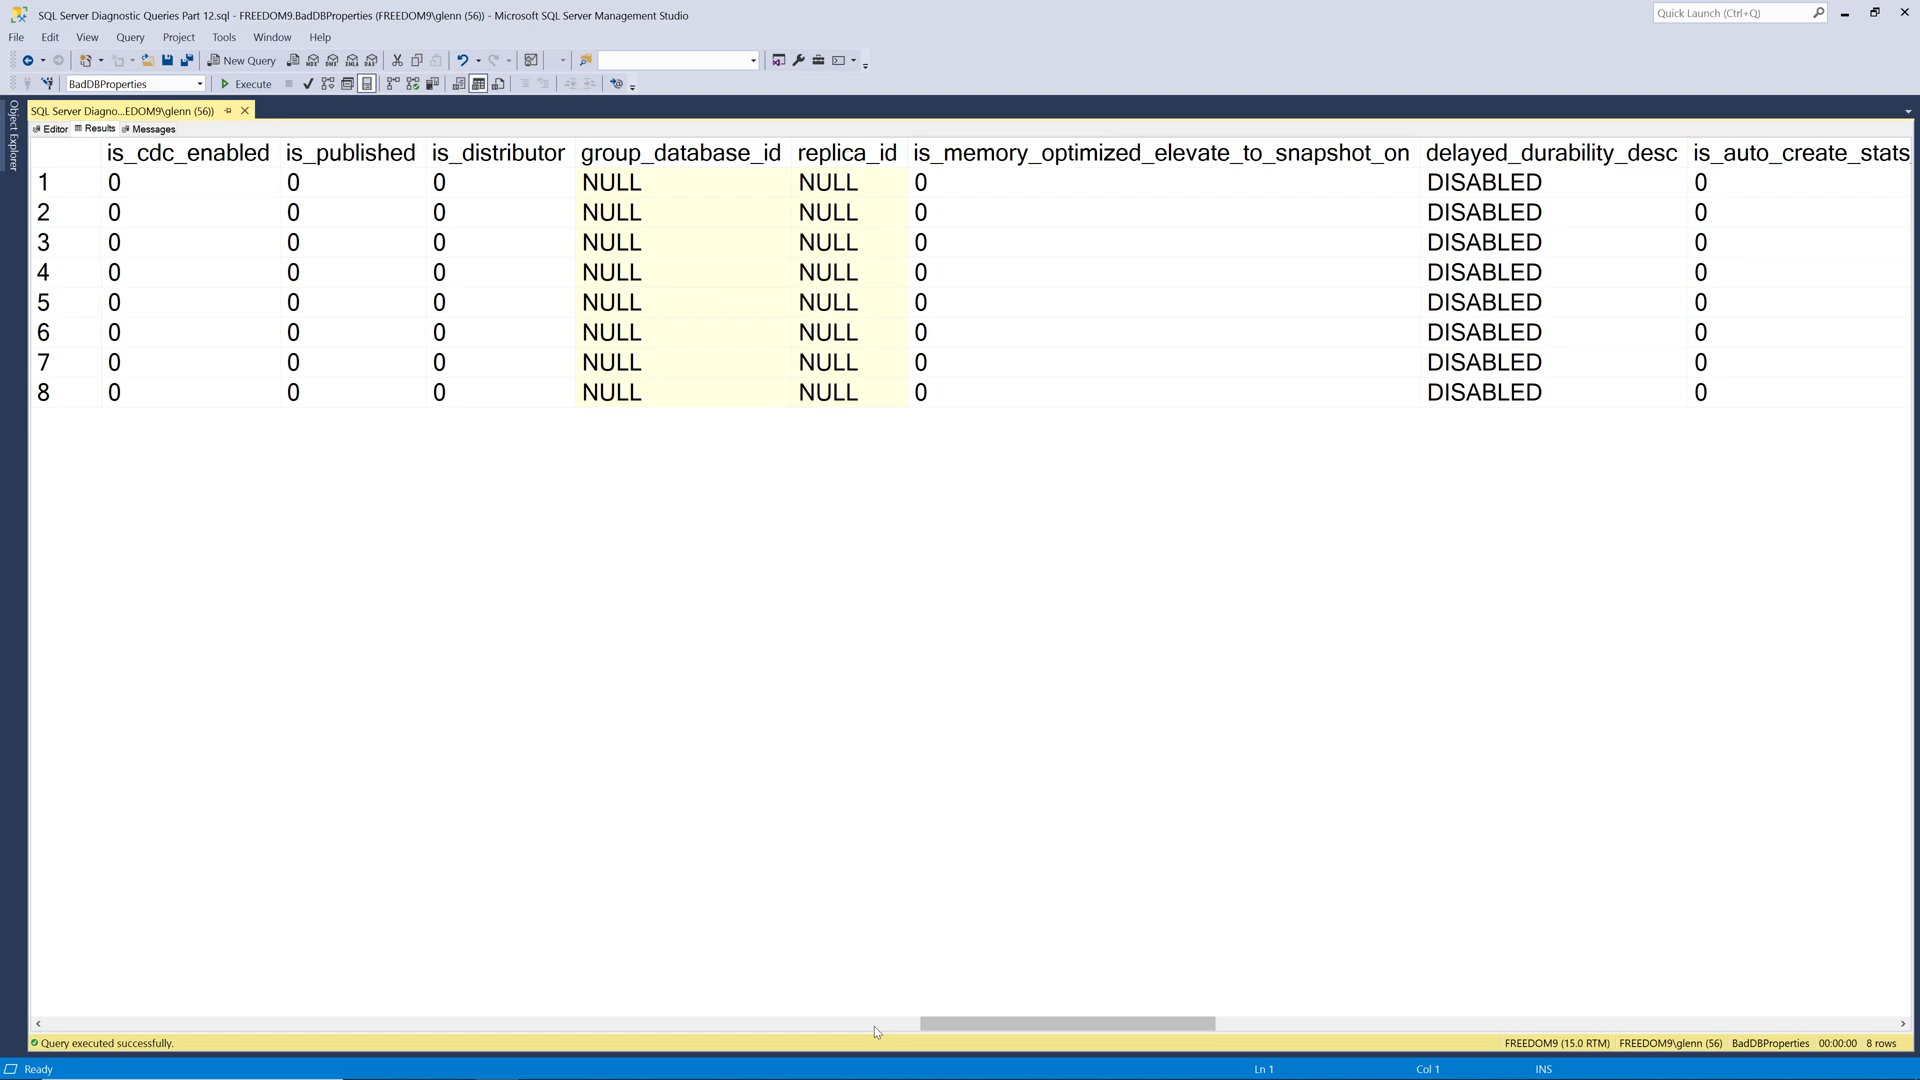 SQL Server Diagnostic Queries Part 12.sql - FREEDOM9.BadDBProperties (FREEDOM9\glenn (56)) - Microsoft SQL Server Management Studio
Quick Launch (Ctrl+Q)
File Edit View Query Project Tools Window Help
New Query
BadDBProperties Execute
Object Explorer
SQL Server Diagno...EDOM9\glenn (56))
Editor Results Messages
is_cdc_enabled is_published is_distributor group_database_id replica_id is_memory_optimized_elevate_to_snapshot_on delayed_durability_desc is_auto_create_stats_
1 0 0 0 NULL NULL 0 DISABLED 0
2 0 0 0 NULL NULL 0 DISABLED 0
3 0 0 0 NULL NULL 0 DISABLED 0
4 0 0 0 NULL NULL 0 DISABLED 0
5 0 0 0 NULL NULL 0 DISABLED 0
6 0 0 0 NULL NULL 0 DISABLED 0
7 0 0 0 NULL NULL 0 DISABLED 0
8 0 0 0 NULL NULL 0 DISABLED 0
Query executed successfully. FREEDOM9 (15.0 RTM) FREEDOM9\glenn (56) BadDBProperties 00:00:00 8 rows
Ready Ln 1 Col 1 INS